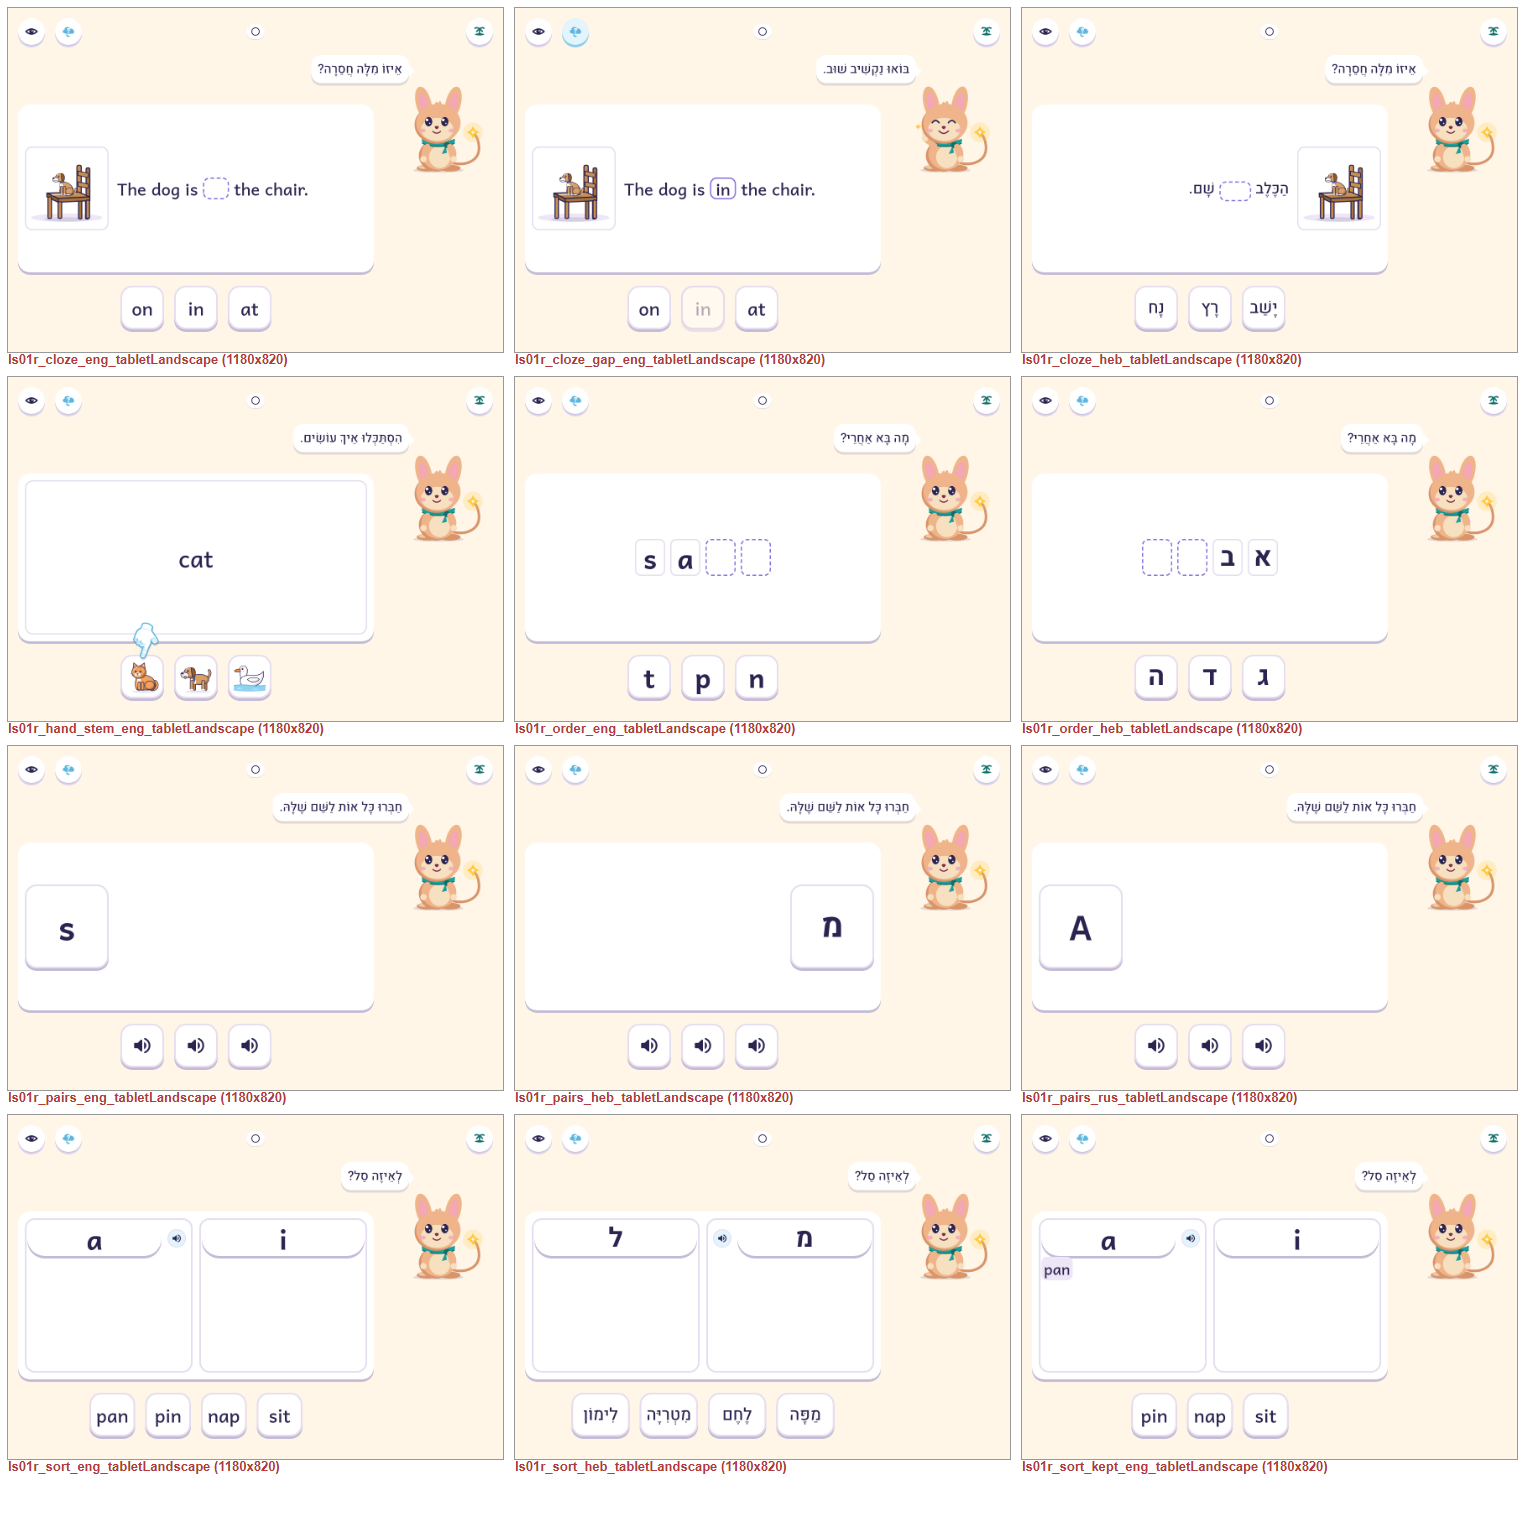 אֵיזוֹ מִלָּה חֲסֵרָה?
The dog is the chair.
on in at
ls01r_cloze_eng_tabletLandscape (1180x820)
בּוֹאוּ נַקְשִׁיב שׁוּב.
The dog is in the chair.
on in at
ls01r_cloze_gap_eng_tabletLandscape (1180x820)
אֵיזוֹ מִלָּה חֲסֵרָה?
הַכֶּלֶב שָׁם.
יָשַׁב רָץ נָח
ls01r_cloze_heb_tabletLandscape (1180x820)
הִסְתַּכְּלוּ אֵיךְ עוֹשִׂים.
cat
ls01r_hand_stem_eng_tabletLandscape (1180x820)
מָה בָּא אַחֲרֵי?
s a
t p n
ls01r_order_eng_tabletLandscape (1180x820)
מָה בָּא אַחֲרֵי?
א ב
ג ד ה
ls01r_order_heb_tabletLandscape (1180x820)
חַבְּרוּ כָּל אוֹת לַשֵּׁם שֶׁלָּהּ.
s
ls01r_pairs_eng_tabletLandscape (1180x820)
חַבְּרוּ כָּל אוֹת לַשֵּׁם שֶׁלָּהּ.
מ
ls01r_pairs_heb_tabletLandscape (1180x820)
חַבְּרוּ כָּל אוֹת לַשֵּׁם שֶׁלָּהּ.
А
ls01r_pairs_rus_tabletLandscape (1180x820)
לְאֵיזֶה סַל?
a i
pan pin nap sit
ls01r_sort_eng_tabletLandscape (1180x820)
לְאֵיזֶה סַל?
מ ל
מַפָּה לֶחֶם מִטְרִיָּה לִימוֹן
ls01r_sort_heb_tabletLandscape (1180x820)
לְאֵיזֶה סַל?
a i
pan
pin nap sit
ls01r_sort_kept_eng_tabletLandscape (1180x820)